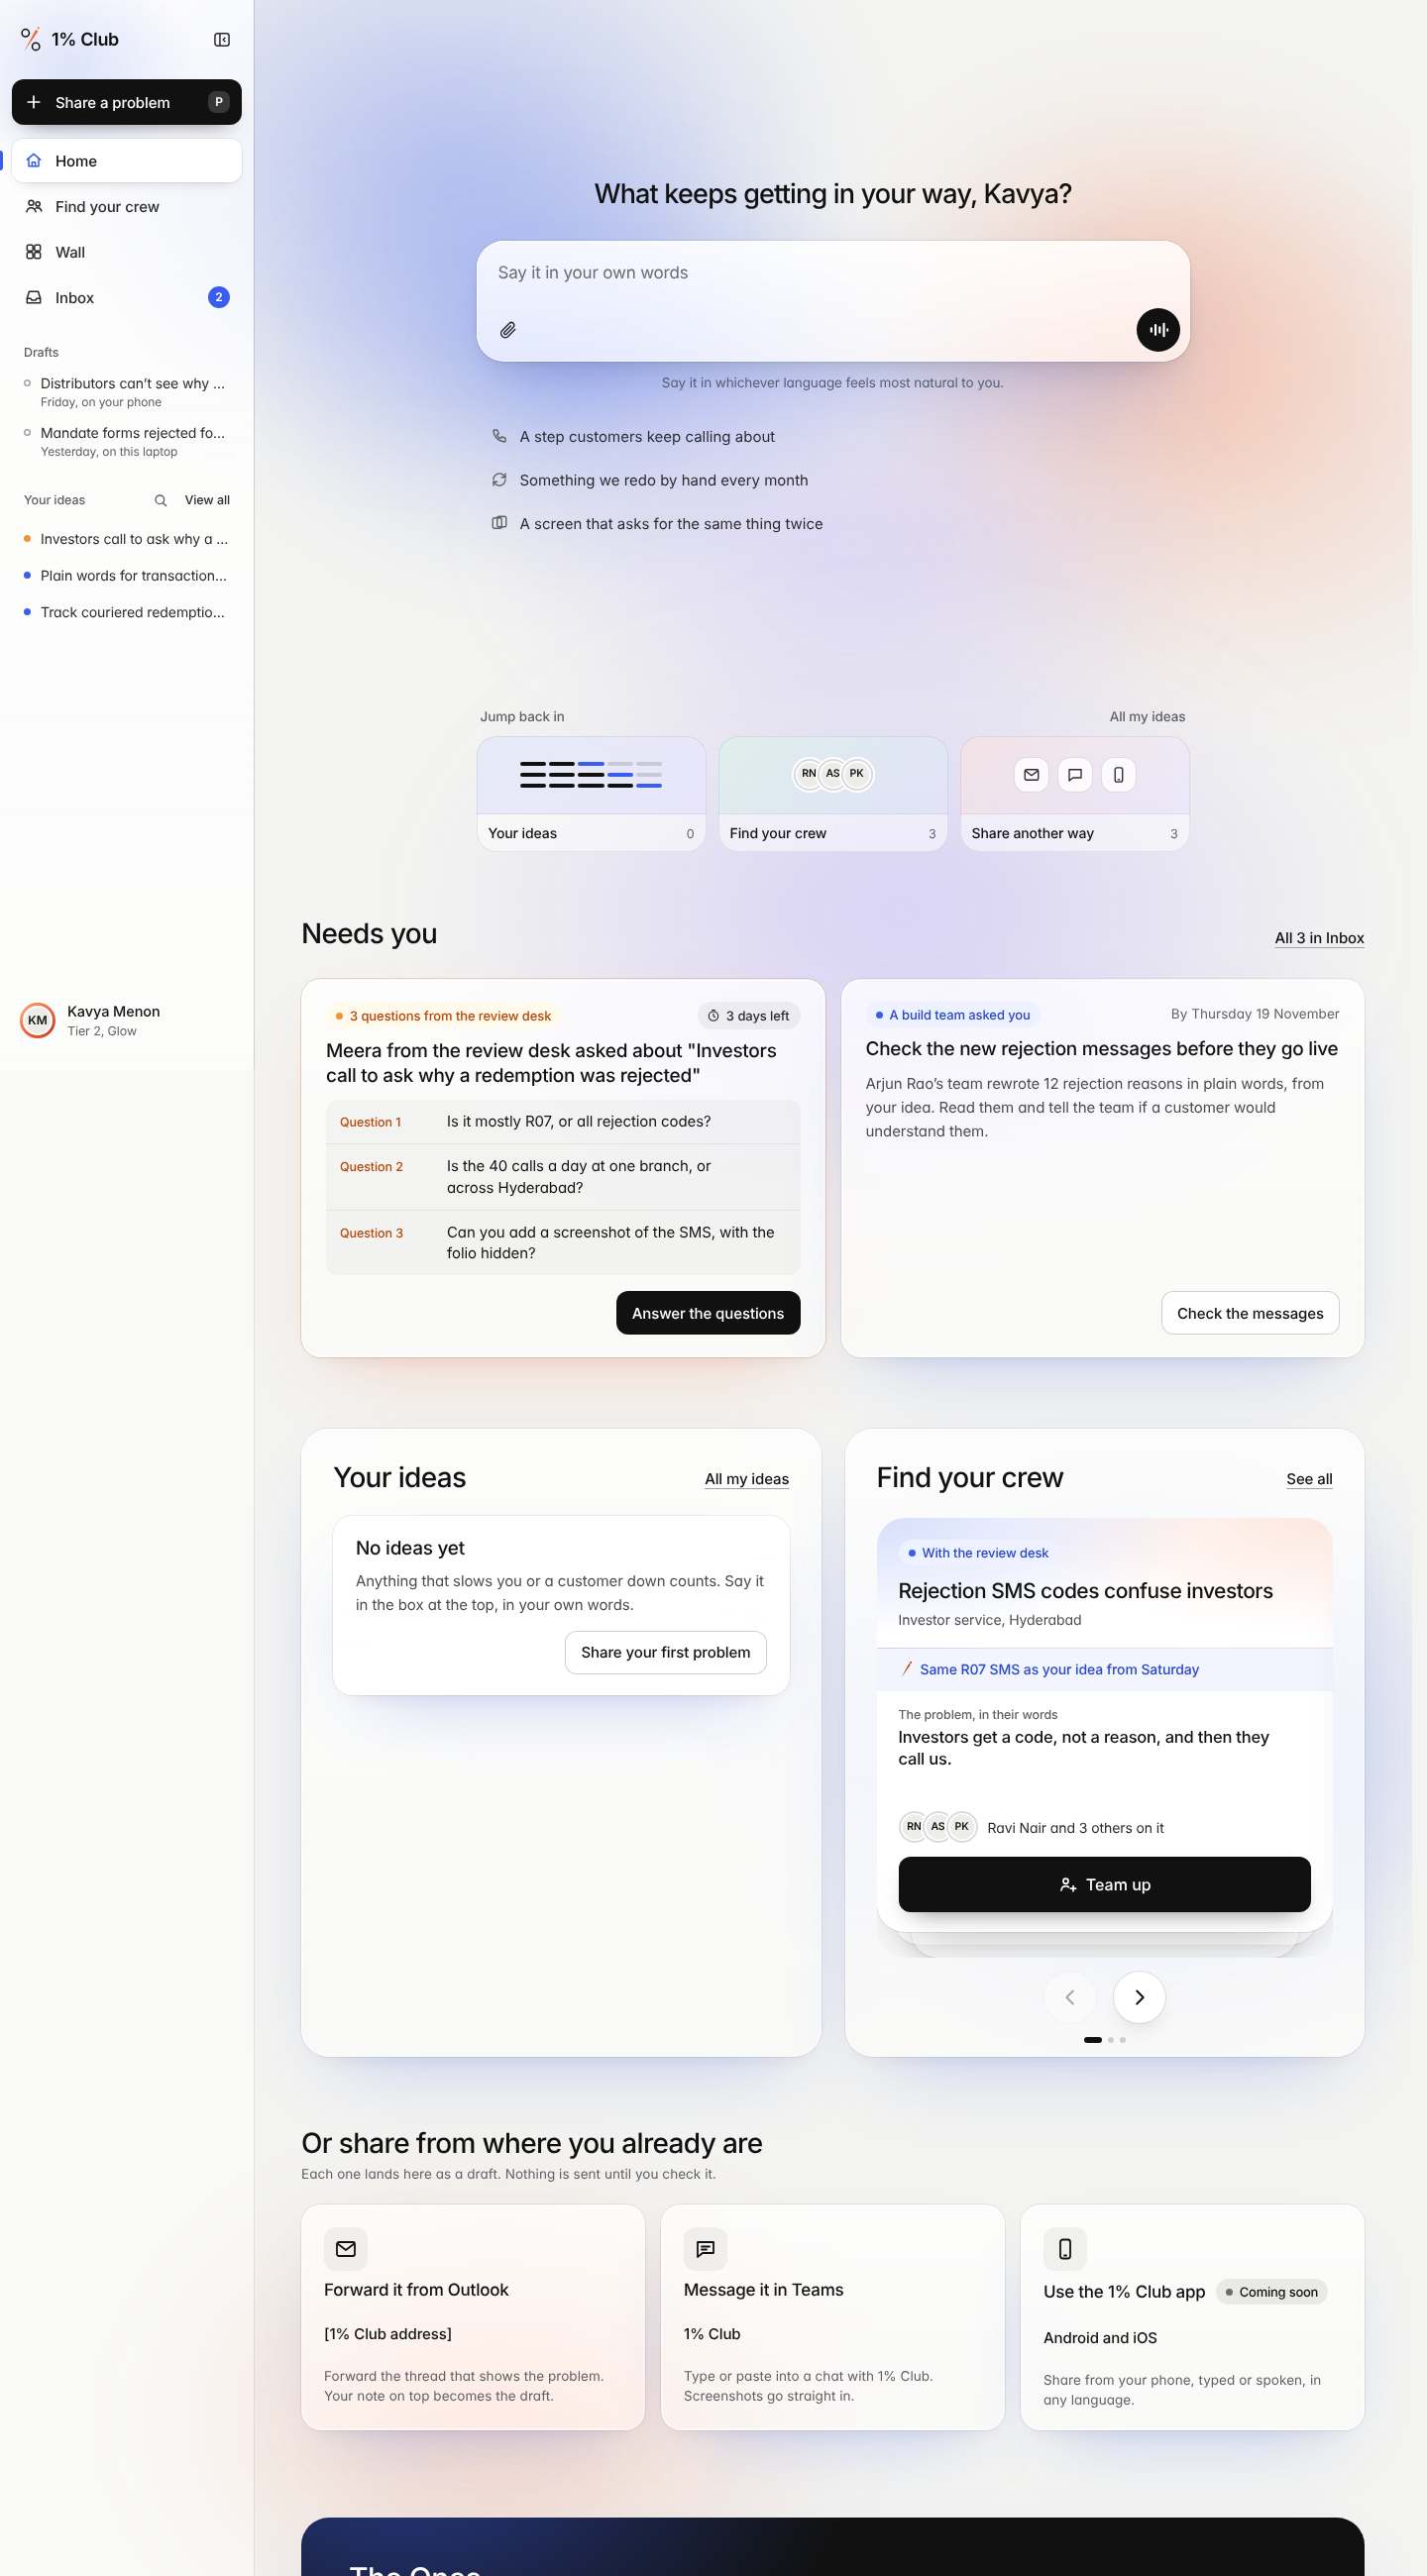 1% Club
Share a problem
P
Home
Find your crew
Wall
Inbox
2
Drafts
Distributors can't see why ...
Friday, on your phone
Mandate forms rejected fo...
Yesterday, on this laptop
Your ideas
View all
Investors call to ask why a ...
Plain words for transaction...
Track couriered redemptio...
KM
Kavya Menon
Tier 2, Glow
What keeps getting in your way, Kavya?
Say it in your own words
Say it in whichever language feels most natural to you.
A step customers keep calling about
Something we redo by hand every month
A screen that asks for the same thing twice
Jump back in
All my ideas
Your ideas
0
RN
AS
PK
Find your crew
3
Share another way
3
Needs you
All 3 in Inbox
3 questions from the review desk
3 days left
Meera from the review desk asked about "Investors
call to ask why a redemption was rejected"
Question 1
Is it mostly R07, or all rejection codes?
Question 2
Is the 40 calls a day at one branch, or
across Hyderabad?
Question 3
Can you add a screenshot of the SMS, with the
folio hidden?
Answer the questions
A build team asked you
By Thursday 19 November
Check the new rejection messages before they go live
Arjun Rao's team rewrote 12 rejection reasons in plain words, from
your idea. Read them and tell the team if a customer would
understand them.
Check the messages
Your ideas
All my ideas
No ideas yet
Anything that slows you or a customer down counts. Say it
in the box at the top, in your own words.
Share your first problem
Find your crew
See all
With the review desk
Rejection SMS codes confuse investors
Investor service, Hyderabad
Same R07 SMS as your idea from Saturday
The problem, in their words
Investors get a code, not a reason, and then they
call us.
RN
AS
PK
Ravi Nair and 3 others on it
Team up
Or share from where you already are
Each one lands here as a draft. Nothing is sent until you check it.
Forward it from Outlook
[1% Club address]
Forward the thread that shows the problem.
Your note on top becomes the draft.
Message it in Teams
1% Club
Type or paste into a chat with 1% Club.
Screenshots go straight in.
Use the 1% Club app
Coming soon
Android and iOS
Share from your phone, typed or spoken, in
any language.
The Ones